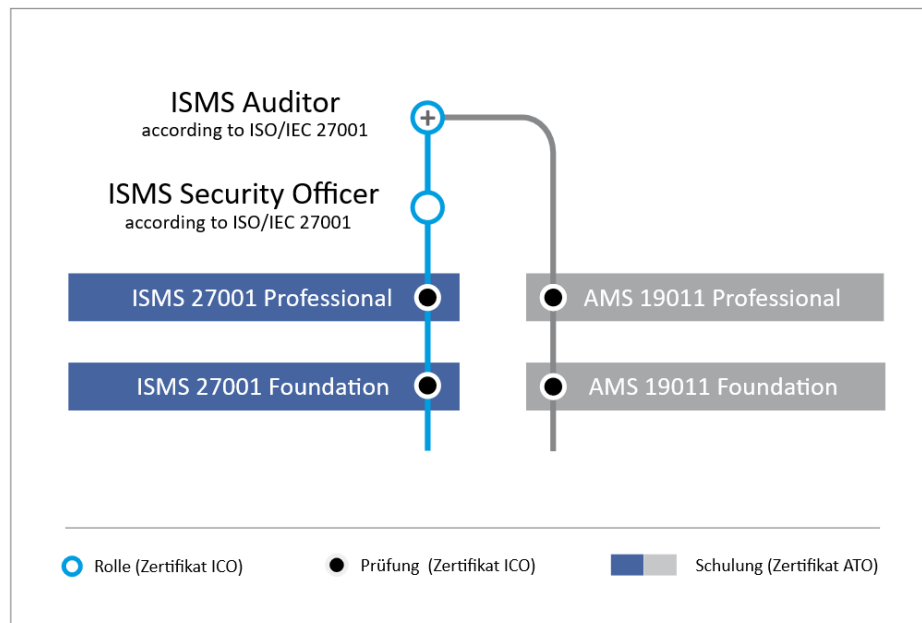 ISMS Auditor
according to ISO/IEC 27001
ISMS Security Officer
according to ISO/IEC 27001
ISMS 27001 Professional
AMS 19011 Professional
ISMS 27001 Foundation
AMS 19011 Foundation
Rolle (Zertifikat ICO)
Prüfung (Zertifikat ICO)
Schulung (Zertifikat ATO)